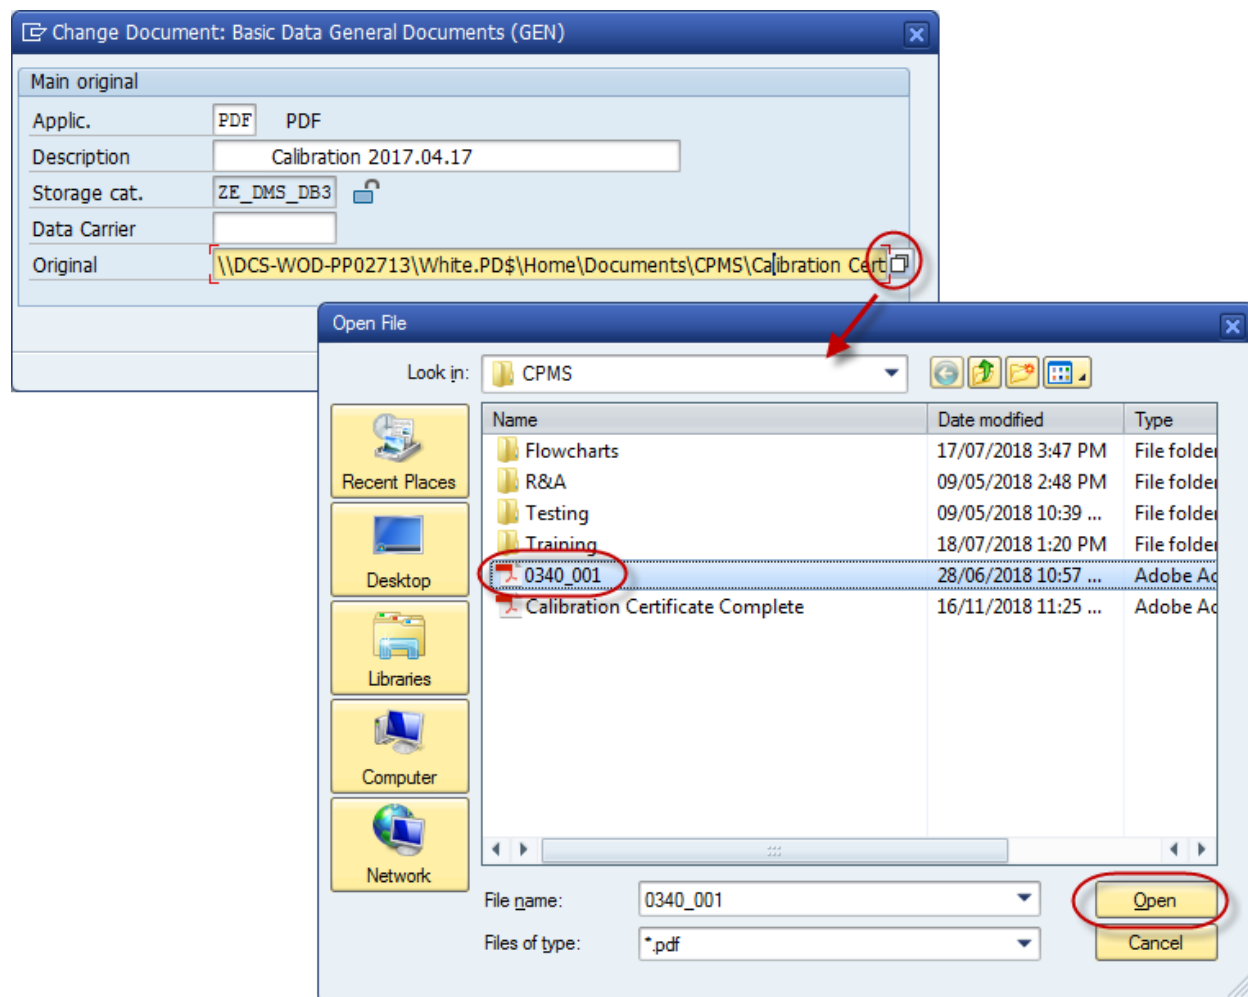 Change Document: Basic Data General Documents (GEN)
Main original
Applic. PDF PDF
Description Calibration 2017.04.17
Storage cat. ZE_DMS_DB3
Data Carrier
Original \\DCS-WOD-PP02713\White.PD$\Home\Documents\CPMS\Calibration Cert
Open File
Look in: CPMS
Name Date modified Type
Flowcharts 17/07/2018 3:47 PM File folder
R&A 09/05/2018 2:48 PM File folder
Testing 09/05/2018 10:39 ... File folder
Training 18/07/2018 1:20 PM File folder
0340_001 28/06/2018 10:57 ... Adobe Ac
Calibration Certificate Complete 16/11/2018 11:25 ... Adobe Ac
Recent Places
Desktop
Libraries
Computer
Network
File name: 0340_001 Open
Files of type: *.pdf Cancel